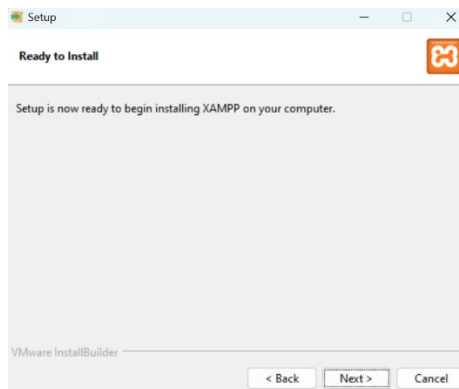 Setup
Ready to Install
Setup is now ready to begin installing XAMPP on your computer.
VMware InstallBuilder
< Back Next > Cancel